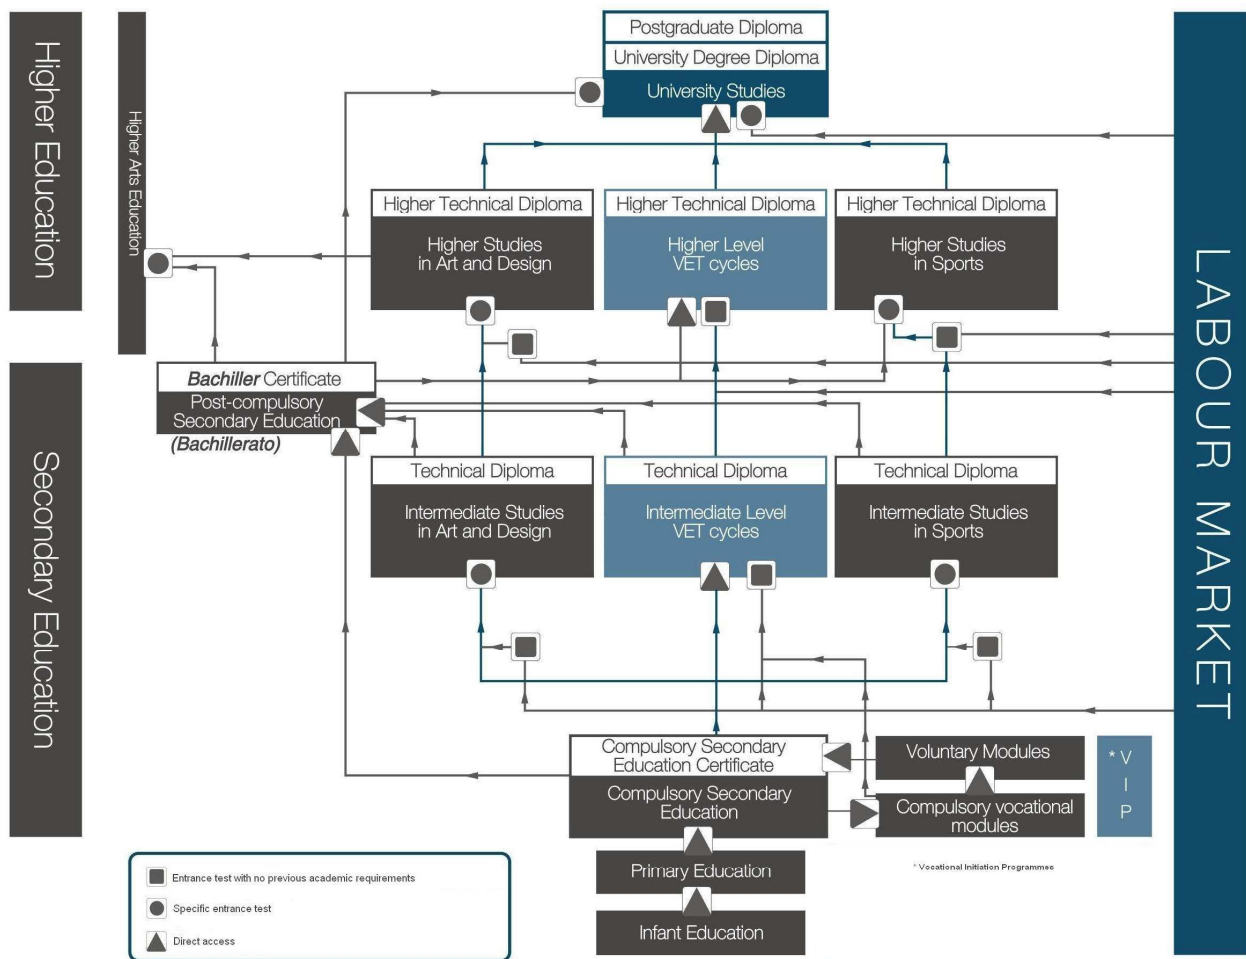 Higher Education
Higher Arts Education
Postgraduate Diploma
University Degree Diploma
University Studies
Higher Technical Diploma
Higher Studies
in Art and Design
Higher Technical Diploma
Higher Level
VET cycles
Higher Technical Diploma
Higher Studies
in Sports
LABOUR MARKET
Secondary Education
Bachiller Certificate
Post-compulsory
Secondary Education
(Bachillerato)
Technical Diploma
Intermediate Studies
in Art and Design
Technical Diploma
Intermediate Level
VET cycles
Technical Diploma
Intermediate Studies
in Sports
Compulsory Secondary
Education Certificate
Compulsory Secondary
Education
Voluntary Modules
Compulsory vocational
modules
* V
I
P
Primary Education
Infant Education
* Vocational Initiation Programmes
Entrance test with no previous academic requirements
Specific entrance test
Direct access